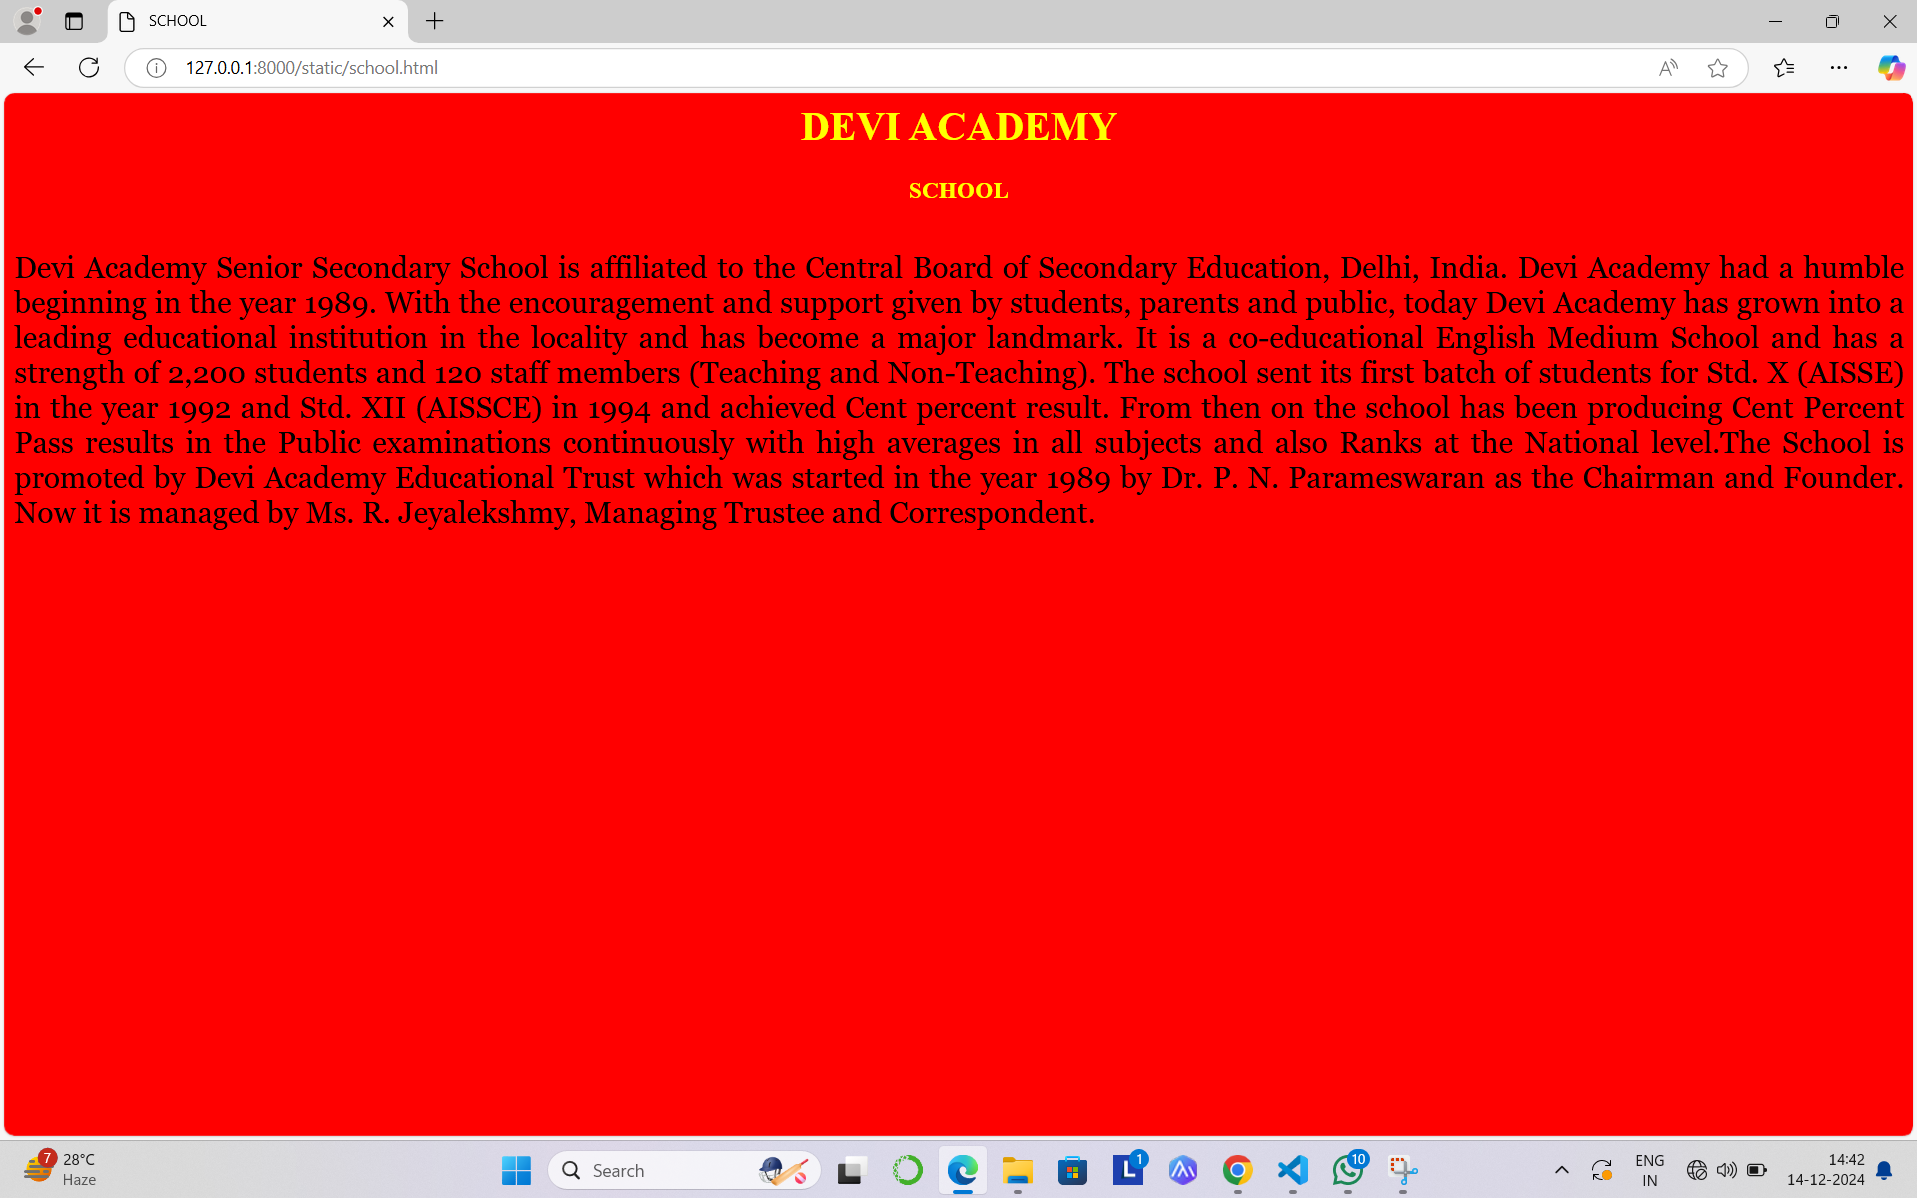 SCHOOL
127.0.0.1:8000/static/school.html
DEVI ACADEMY
SCHOOL
Devi Academy Senior Secondary School is affiliated to the Central Board of Secondary Education, Delhi, India. Devi Academy had a humble
beginning in the year 1989. With the encouragement and support given by students, parents and public, today Devi Academy has grown into a
leading educational institution in the locality and has become a major landmark. It is a co-educational English Medium School and has a
strength of 2,200 students and 120 staff members (Teaching and Non-Teaching). The school sent its first batch of students for Std. X (AISSE)
in the year 1992 and Std. XII (AISSCE) in 1994 and achieved Cent percent result. From then on the school has been producing Cent Percent
Pass results in the Public examinations continuously with high averages in all subjects and also Ranks at the National level.The School is
promoted by Devi Academy Educational Trust which was started in the year 1989 by Dr. P. N. Parameswaran as the Chairman and Founder.
Now it is managed by Ms. R. Jeyalekshmy, Managing Trustee and Correspondent.
7
28°C
Haze
Search
1
10
ENG
IN
14:42
14-12-2024